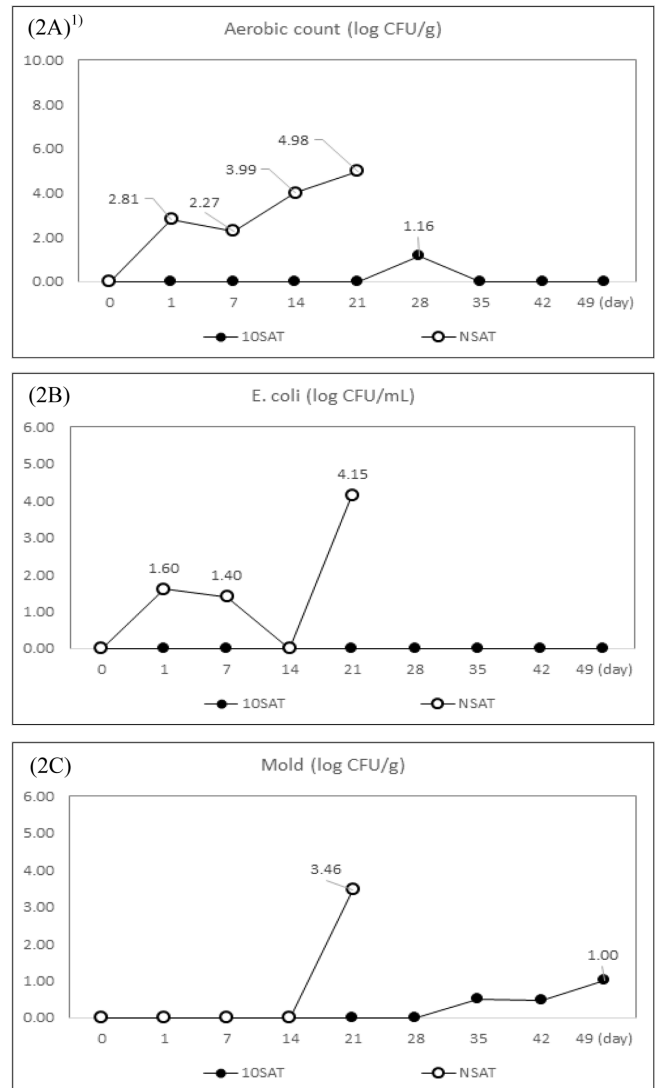 (2A)1)
Aerobic count (log CFU/g)
10.00
8.00
6.00
4.00
2.00
0.00
2.81
2.27
3.99
4.98
1.16
0 1 7 14 21 28 35 42 49 (day)
10SAT NSAT
(2B)
E. coli (log CFU/mL)
6.00
5.00
4.00
3.00
2.00
1.00
0.00
1.60
1.40
4.15
0 1 7 14 21 28 35 42 49 (day)
10SAT NSAT
(2C)
Mold (log CFU/g)
6.00
5.00
4.00
3.00
2.00
1.00
0.00
3.46
1.00
0 1 7 14 21 28 35 42 49 (day)
10SAT NSAT